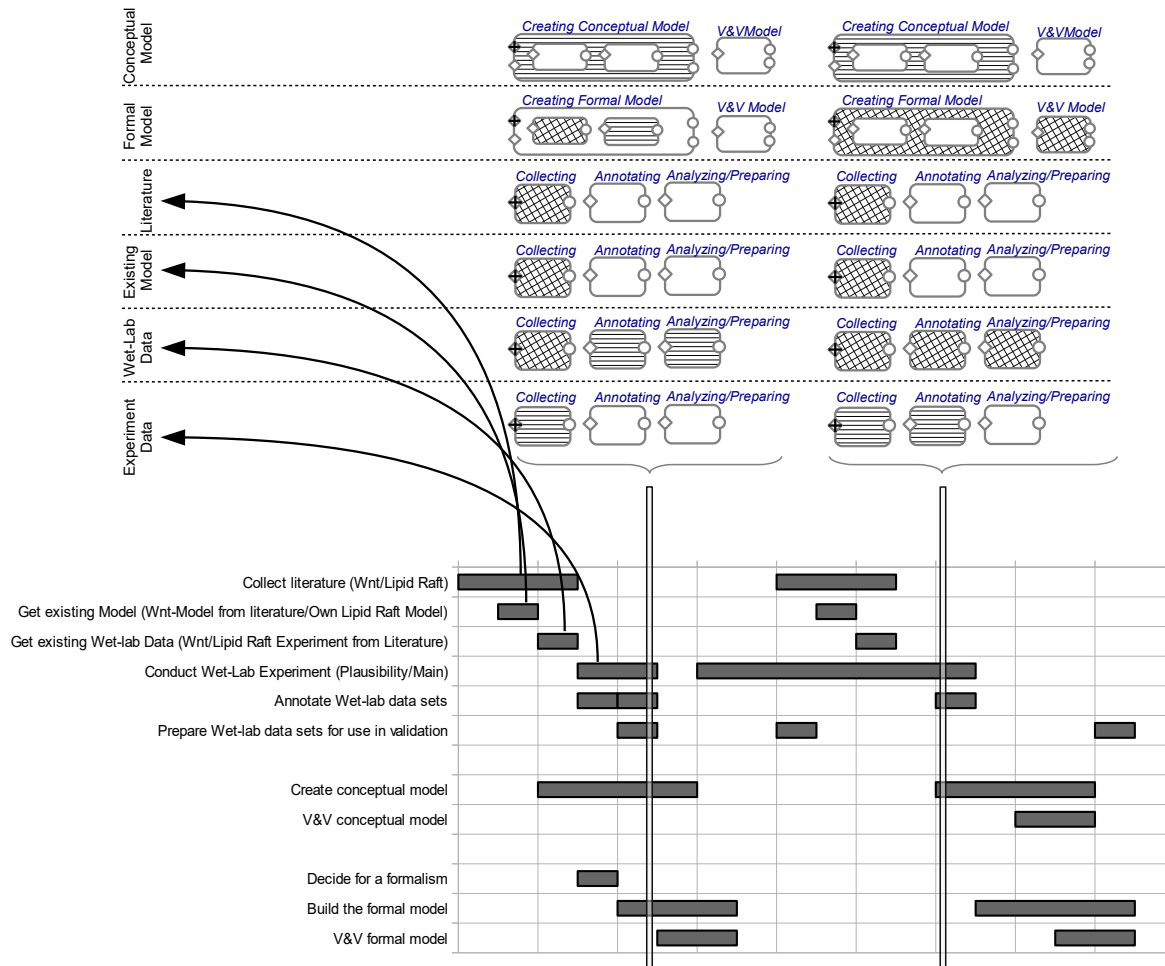 Conceptual
Model
Creating Conceptual Model
V&VModel
Creating Conceptual Model
V&VModel
Formal
Model
Creating Formal Model
V&V Model
Creating Formal Model
V&V Model
Literature
Collecting
Annotating
Analyzing/Preparing
Collecting
Annotating
Analyzing/Preparing
Existing
Model
Collecting
Annotating
Analyzing/Preparing
Collecting
Annotating
Analyzing/Preparing
Wet-Lab
Data
Collecting
Annotating
Analyzing/Preparing
Collecting
Annotating
Analyzing/Preparing
Experiment
Data
Collecting
Annotating
Analyzing/Preparing
Collecting
Annotating
Analyzing/Preparing
Collect literature (Wnt/Lipid Raft)
Get existing Model (Wnt-Model from literature/Own Lipid Raft Model)
Get existing Wet-lab Data (Wnt/Lipid Raft Experiment from Literature)
Conduct Wet-Lab Experiment (Plausibility/Main)
Annotate Wet-lab data sets
Prepare Wet-lab data sets for use in validation
Create conceptual model
V&V conceptual model
Decide for a formalism
Build the formal model
V&V formal model